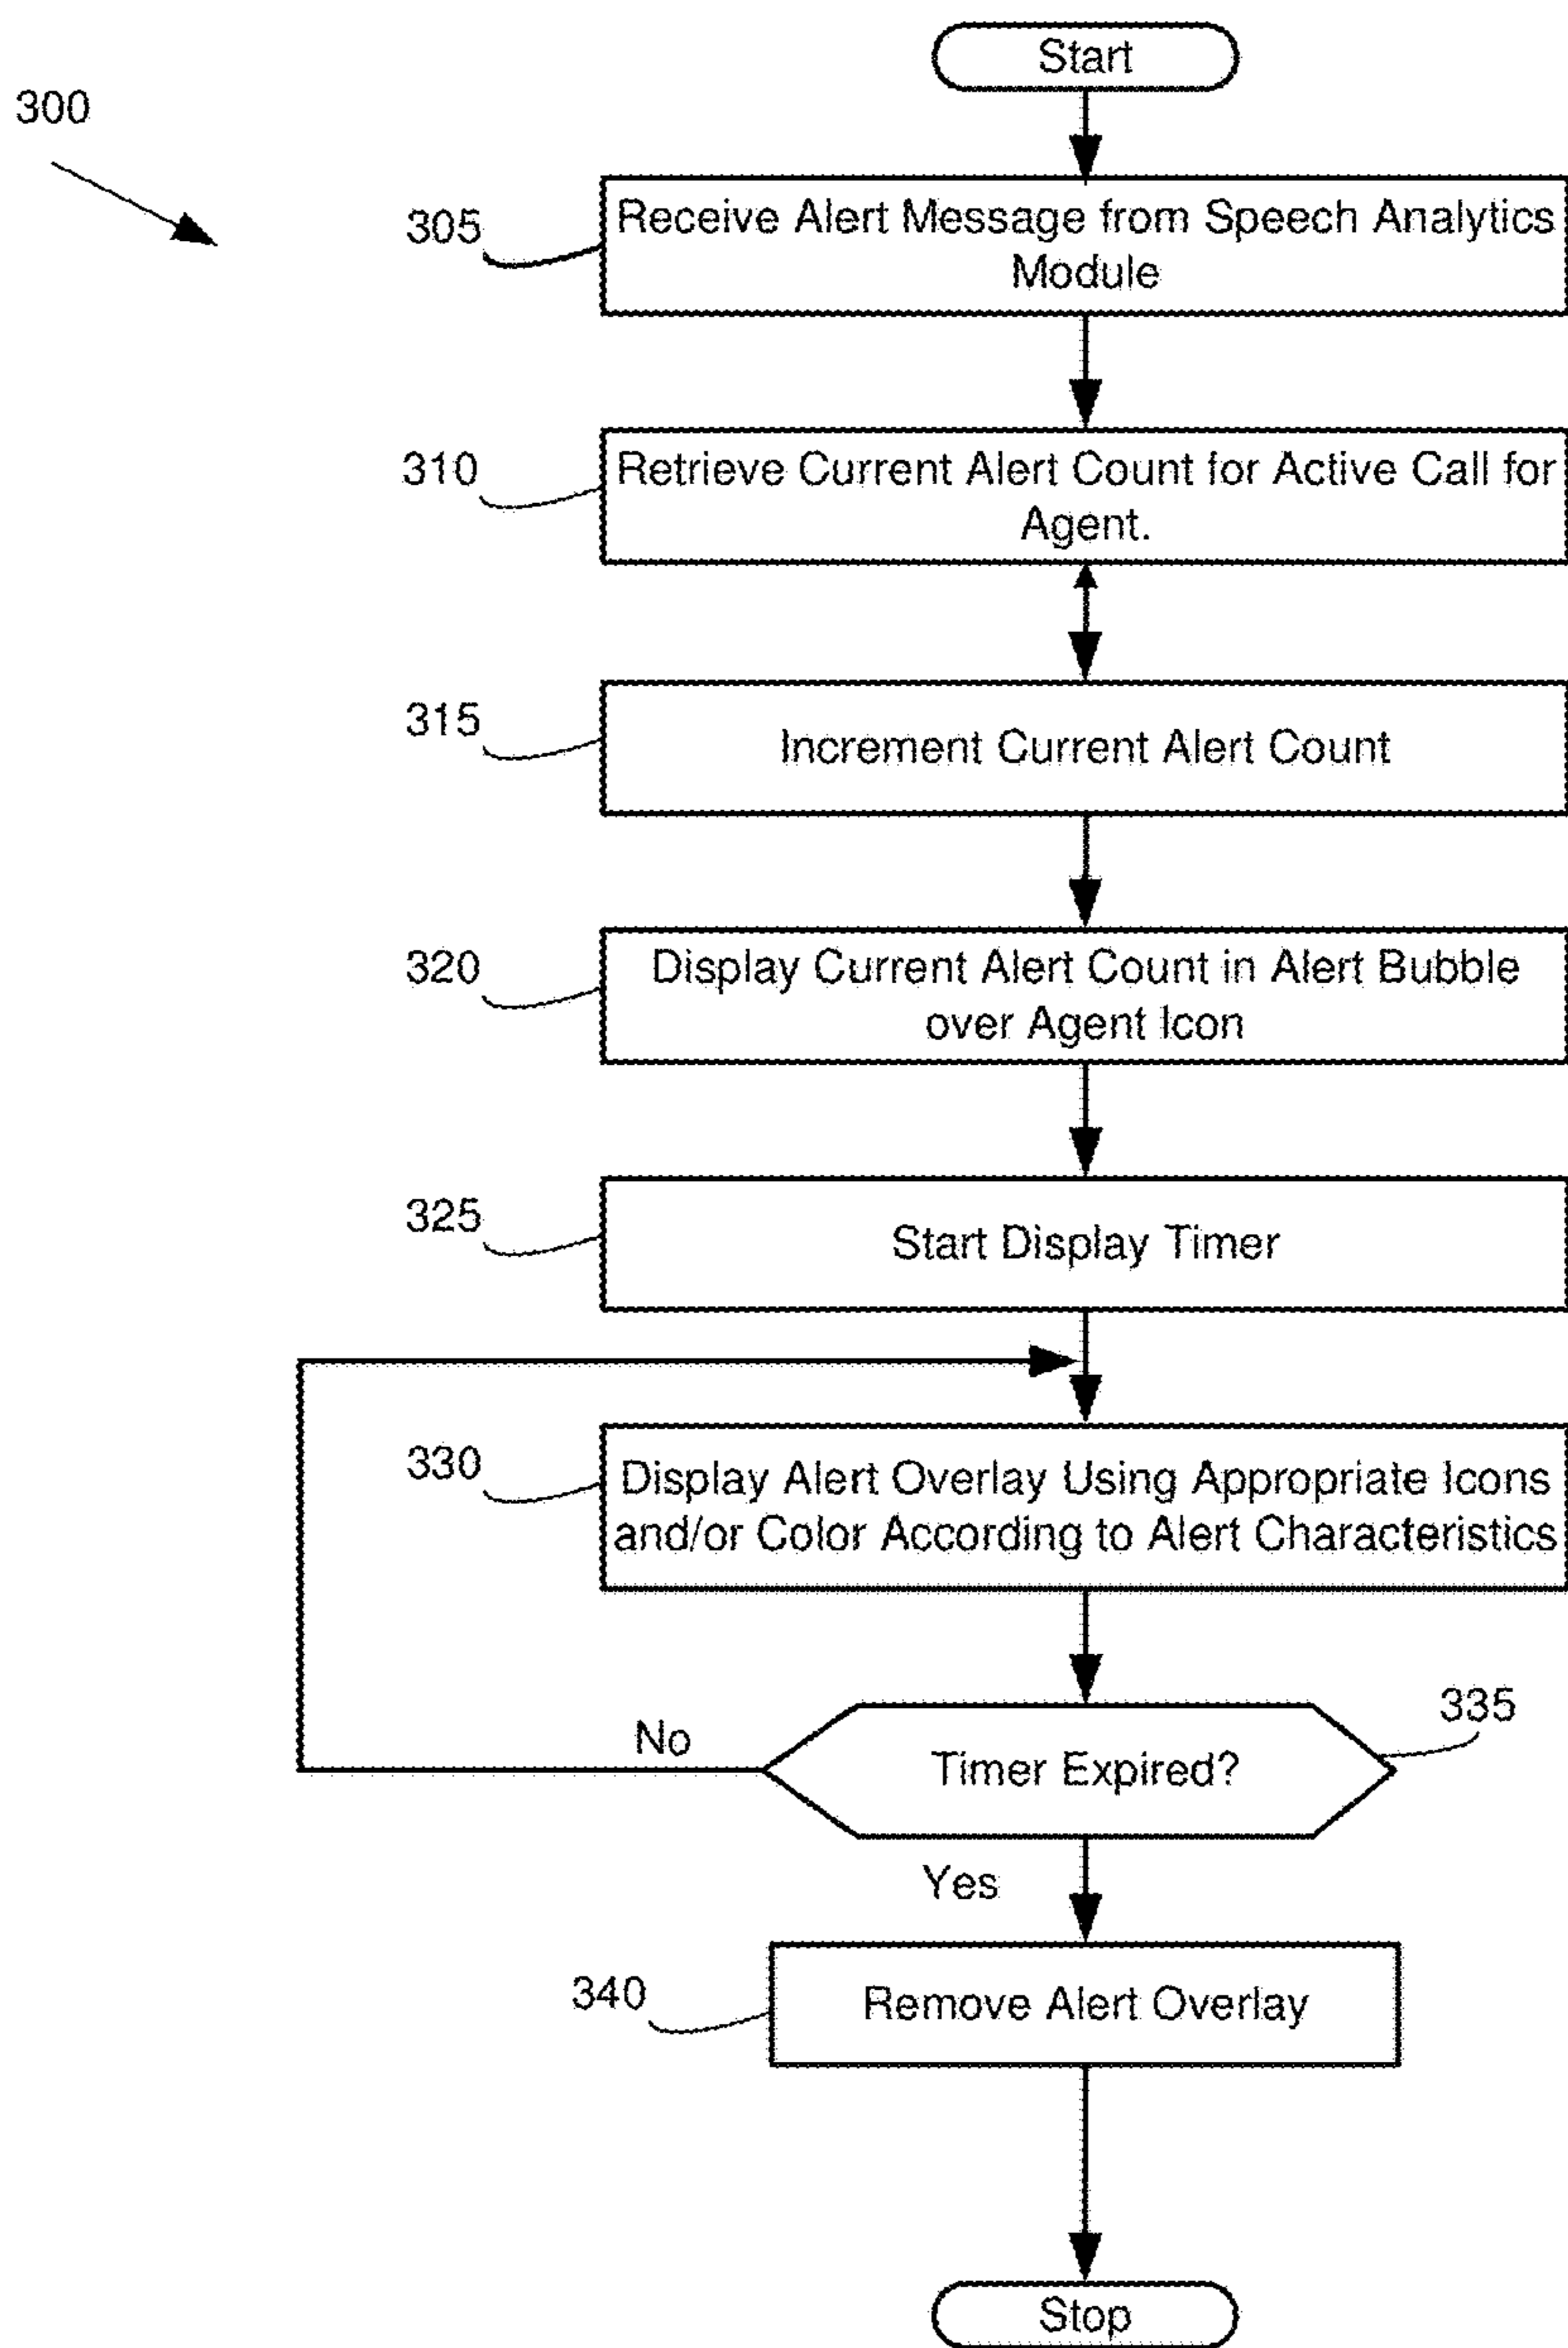 Start
300
305
Receive Alert Message from Speech Analytics
Module
310
Retrieve Current Alert Count for Active Call for
Agent.
315
Increment Current Alert Count
320
Display Current Alert Count in Alert Bubble
over Agent Icon
325
Start Display Timer
330
Display Alert Overlay Using Appropriate Icons
and/or Color According to Alert Characteristics
335
No
Timer Expired?
Yes
340
Remove Alert Overlay
Stop